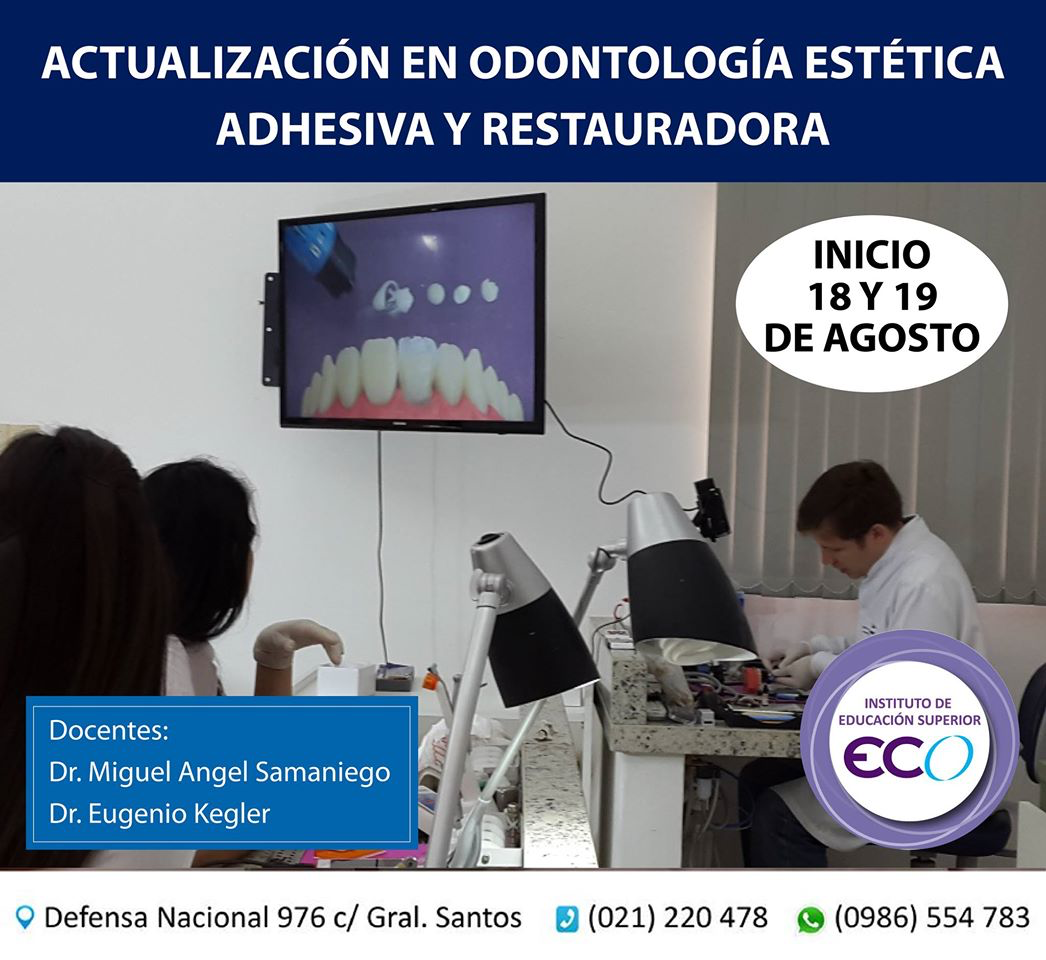 ACTUALIZACIÓN EN ODONTOLOGÍA ESTÉTICA
ADHESIVA Y RESTAURADORA
INICIO
18 Y 19
DE AGOSTO
Docentes:
Dr. Miguel Angel Samaniego
Dr. Eugenio Kegler
INSTITUTO DE
EDUCACIÓN SUPERIOR
ECO
Defensa Nacional 976 c/ Gral. Santos (021) 220 478 (0986) 554 783